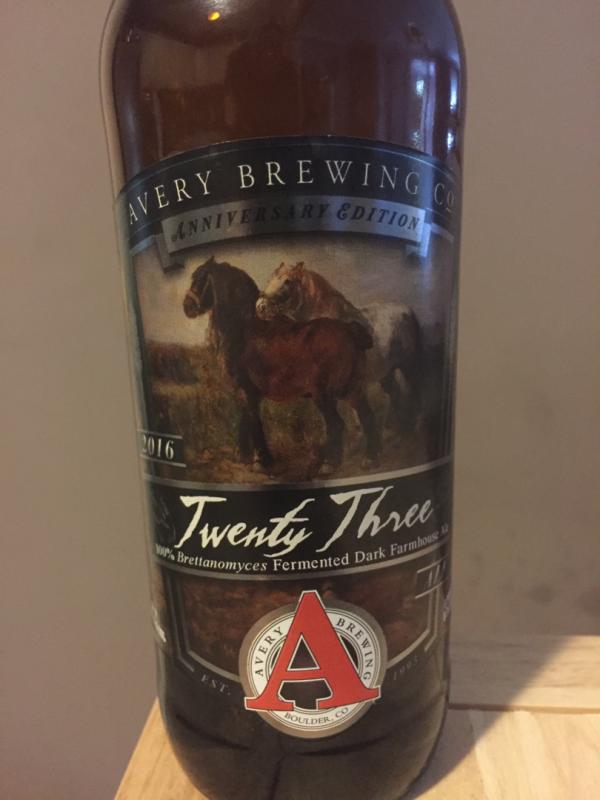 AVERY BREWING CO
ANNIVERSARY EDITION
2016
Twenty Three
100% Brettanomyces Fermented Dark Farmhouse Ale
AVERY BREWING
BOULDER, CO
EST. 1993